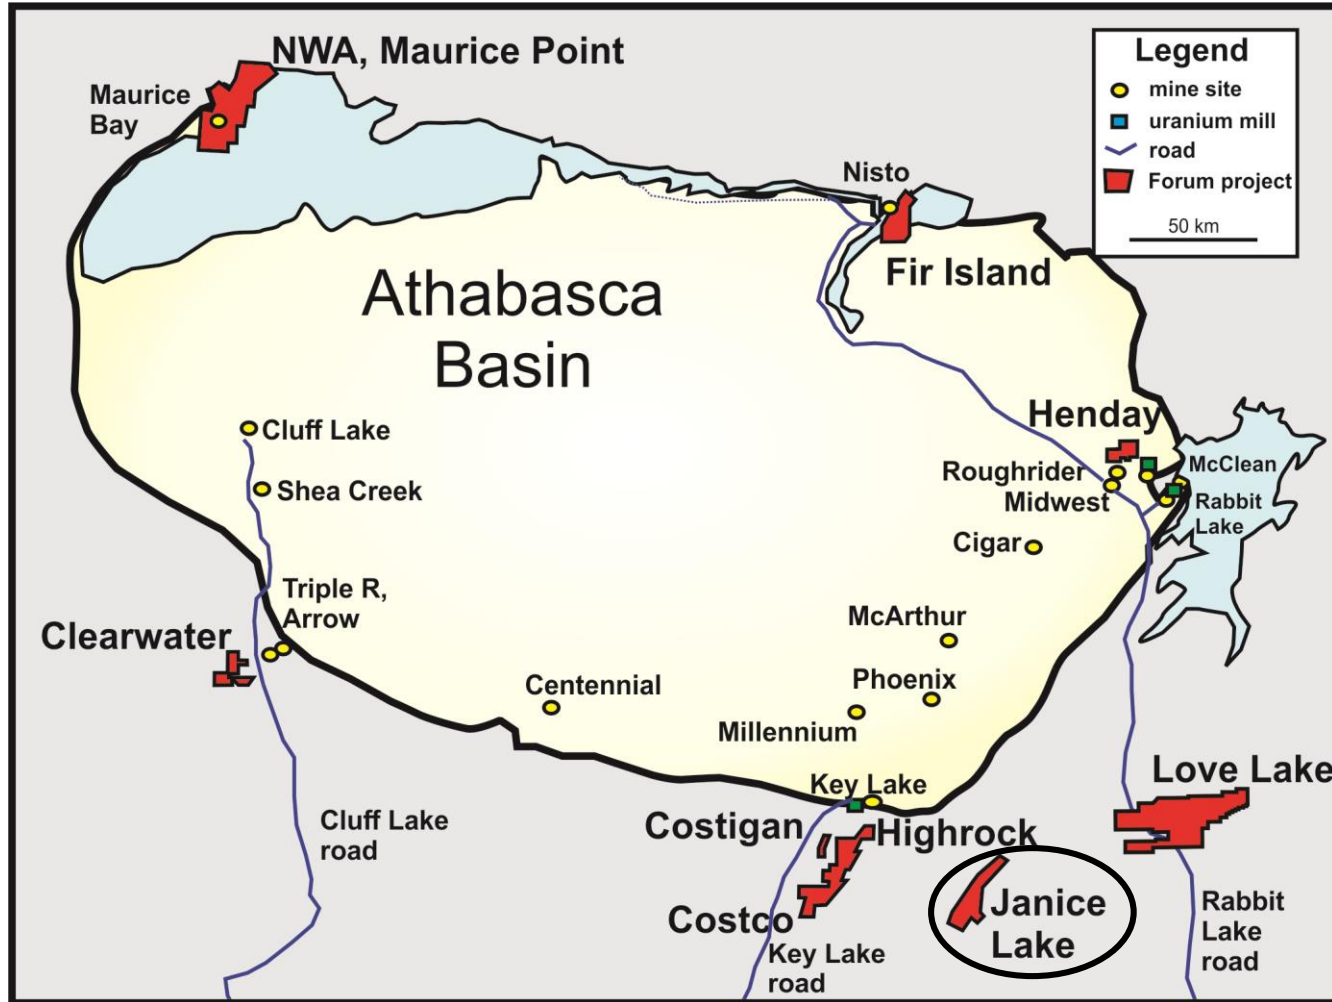 NWA, Maurice Point
Maurice
Bay
Legend
mine site
uranium mill
road
Forum project
50 km
Nisto
Fir Island
Athabasca
Basin
Cluff Lake
Shea Creek
Henday
Roughrider
Midwest
McClean
Rabbit
Lake
Cigar
Triple R,
Arrow
Clearwater
McArthur
Phoenix
Centennial
Millennium
Key Lake
Love Lake
Cluff Lake
road
Costigan
Highrock
Costco
Key Lake
road
Janice
Lake
Rabbit
Lake
road